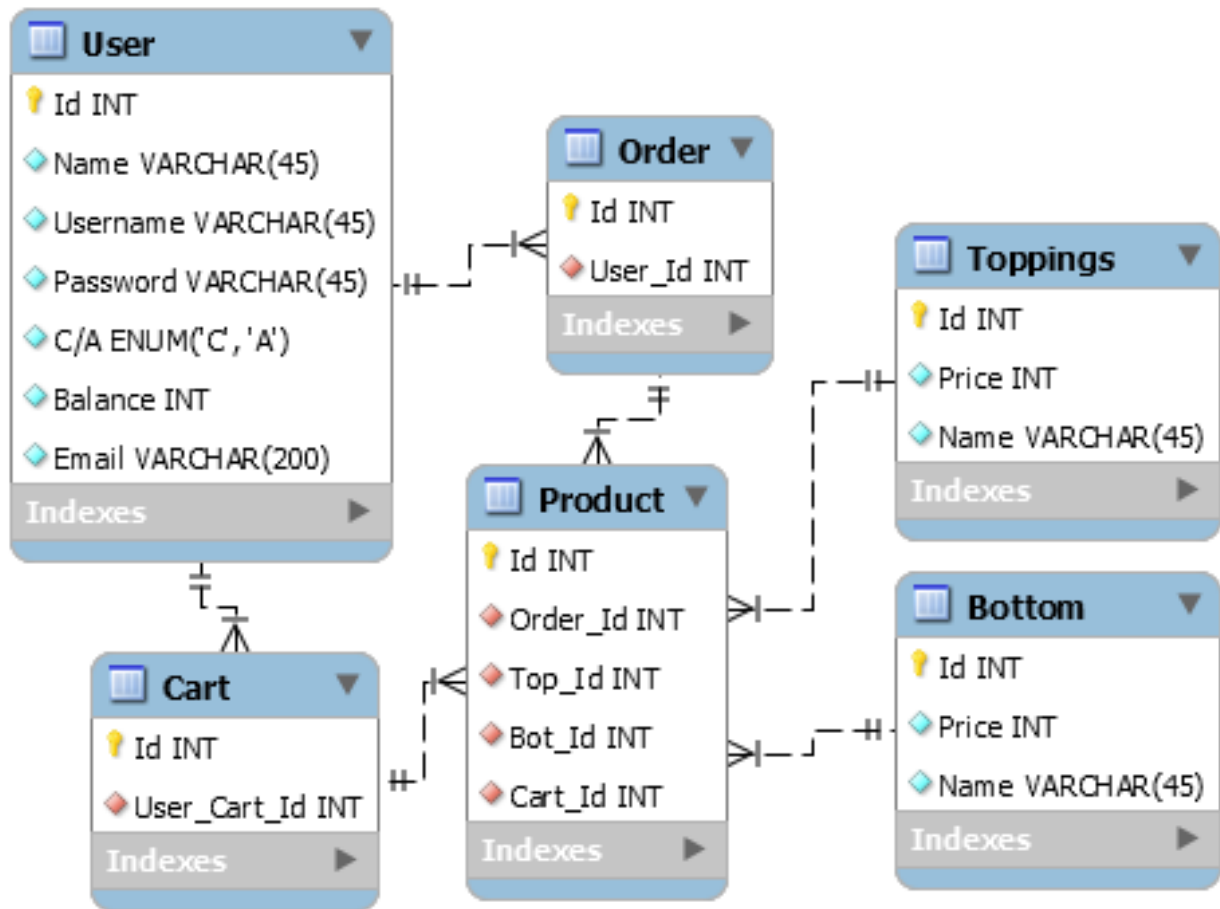 User
Id INT
Name VARCHAR(45)
Username VARCHAR(45)
Password VARCHAR(45)
C/A ENUM('C', 'A')
Balance INT
Email VARCHAR(200)
Indexes
Order
Id INT
User_Id INT
Indexes
Toppings
Id INT
Price INT
Name VARCHAR(45)
Indexes
Product
Id INT
Order_Id INT
Top_Id INT
Bot_Id INT
Cart_Id INT
Indexes
Bottom
Id INT
Price INT
Name VARCHAR(45)
Indexes
Cart
Id INT
User_Cart_Id INT
Indexes